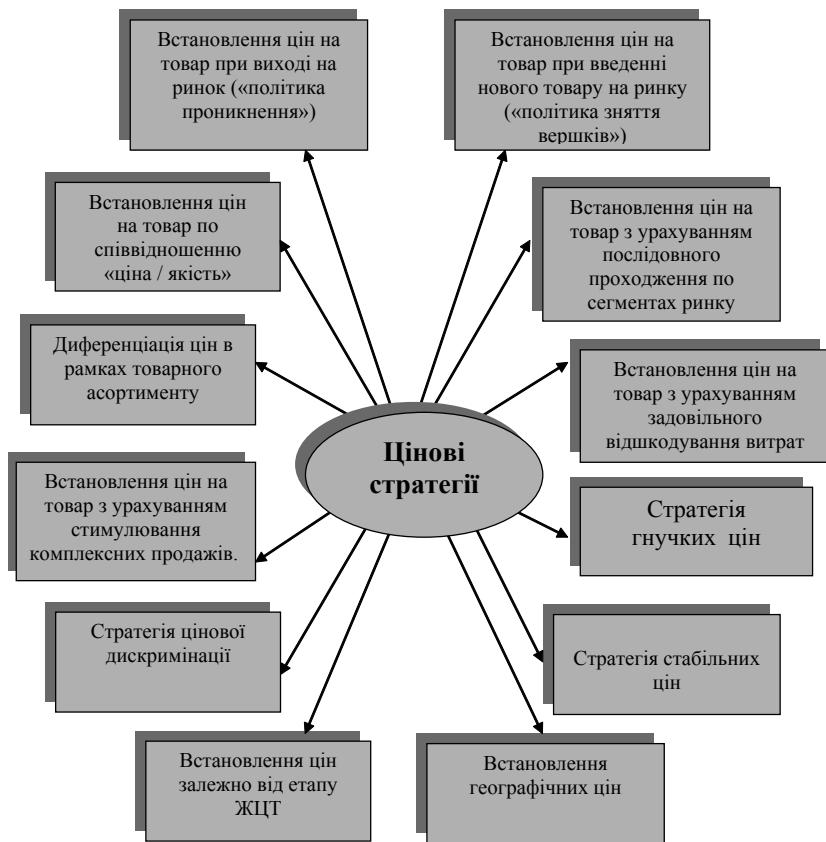 Встановлення цін на
товар при виході на
ринок («політика
проникнення»)
Встановлення цін на
товар при введенні
нового товару на ринку
(«політика зняття
вершків»)
Встановлення цін
на товар по
співвідношенню
«ціна / якість»
Встановлення цін на
товар з урахуванням
послідовного
проходження по
сегментах ринку
Диференціація цін в
рамках товарного
асортименту
Встановлення цін на
товар з урахуванням
задовільного
відшкодування витрат
Цінові
стратегії
Встановлення цін на
товар з урахуванням
стимулювання
комплексних продажів.
Стратегія
гнучких цін
Стратегія цінової
дискримінації
Стратегія стабільних
цін
Встановлення цін
залежно від етапу
ЖЦТ
Встановлення
географічних цін